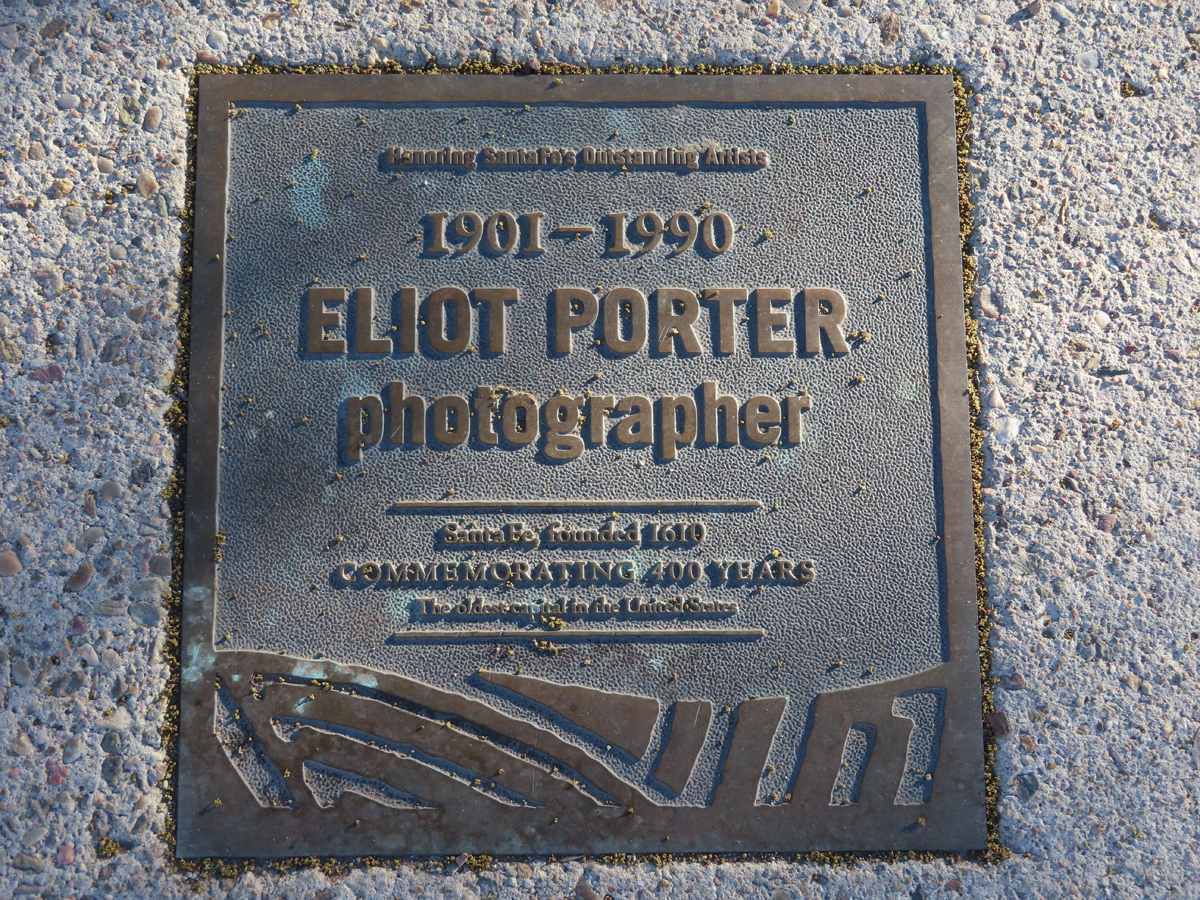 Honoring Santa Fe's Outstanding Artists
1901 – 1990
ELIOT PORTER
photographer
Santa Fe, founded 1610
COMMEMORATING 400 YEARS
The oldest capital in the United States